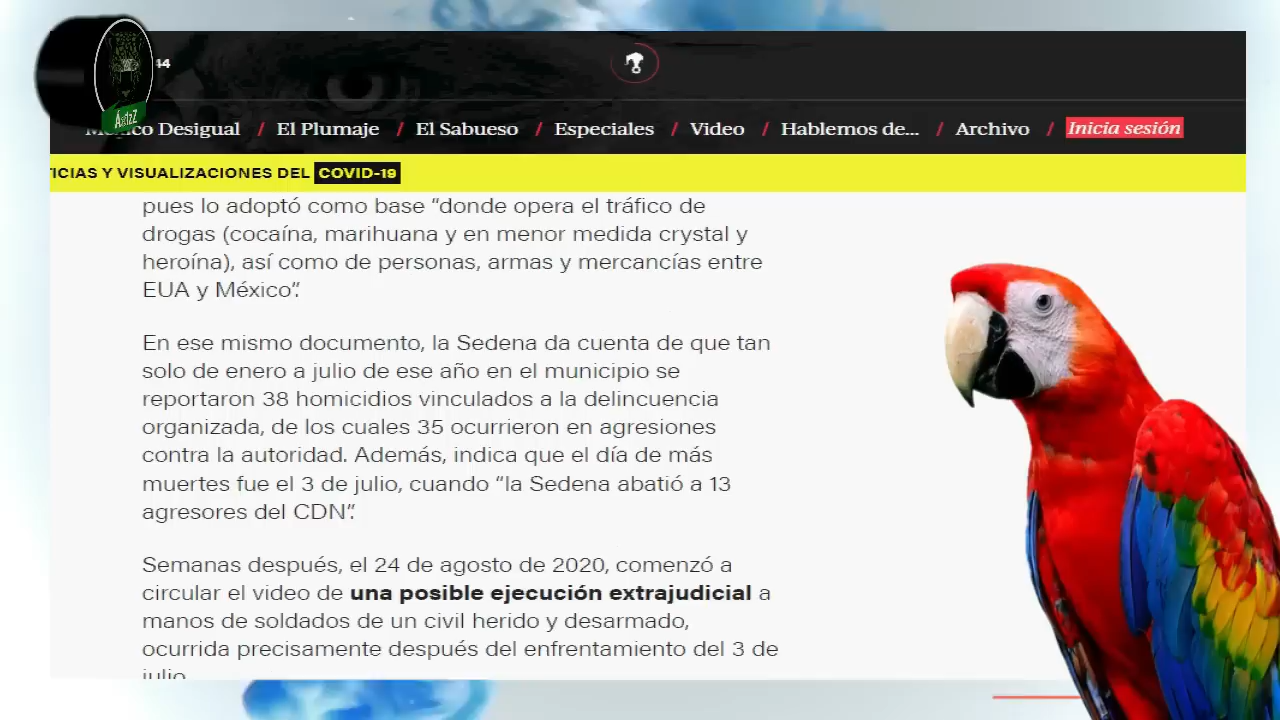 44
México Desigual / El Plumaje / El Sabueso / Especiales / Video / Hablemos de... / Archivo / Inicia sesión
ICIAS Y VISUALIZACIONES DEL COVID-19
pues lo adoptó como base “donde opera el tráfico de
drogas (cocaína, marihuana y en menor medida crystal y
heroína), así como de personas, armas y mercancías entre
EUA y México”.
En ese mismo documento, la Sedena da cuenta de que tan
solo de enero a julio de ese año en el municipio se
reportaron 38 homicidios vinculados a la delincuencia
organizada, de los cuales 35 ocurrieron en agresiones
contra la autoridad. Además, indica que el día de más
muertes fue el 3 de julio, cuando “la Sedena abatió a 13
agresores del CDN”.
Semanas después, el 24 de agosto de 2020, comenzó a
circular el video de una posible ejecución extrajudicial a
manos de soldados de un civil herido y desarmado,
ocurrida precisamente después del enfrentamiento del 3 de
julio.